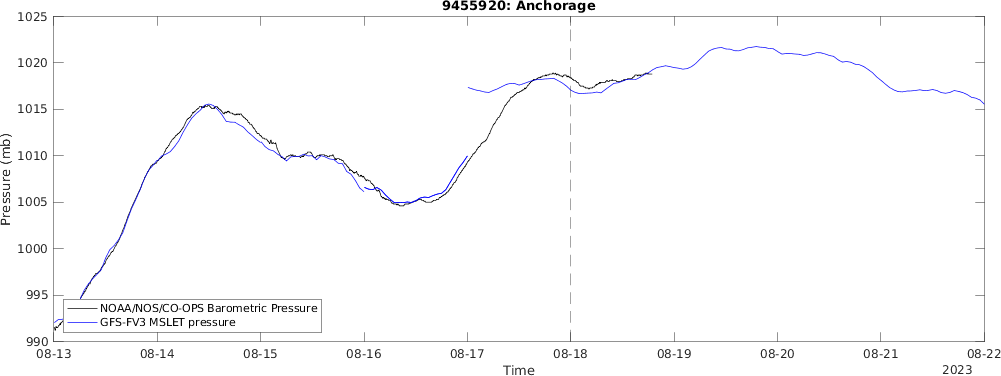 9455920: Anchorage
1025
1020
1015
1010
1005
1000
995
990
Pressure (mb)
NOAA/NOS/CO-OPS Barometric Pressure
GFS-FV3 MSLET pressure
08-13 08-14 08-15 08-16 08-17 08-18 08-19 08-20 08-21 08-22
Time
2023